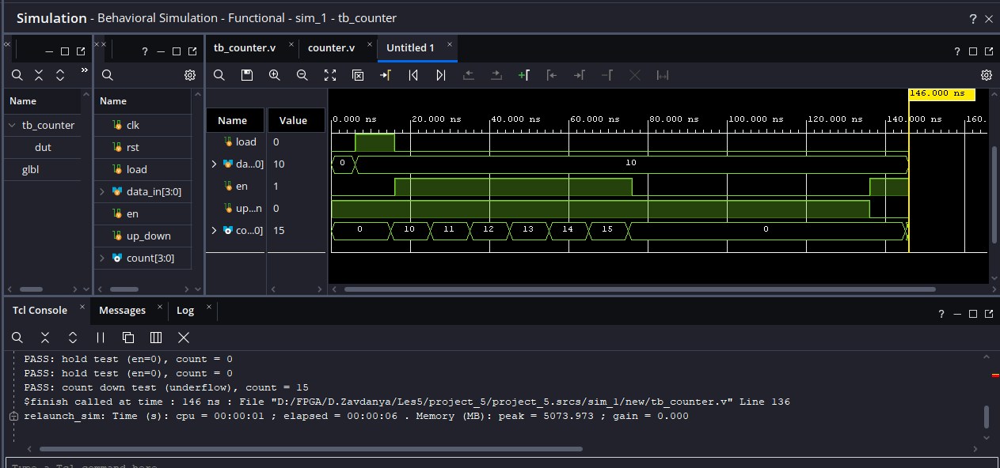 Simulation - Behavioral Simulation - Functional - sim_1 - tb_counter
tb_counter.v
counter.v
Untitled 1
Name
tb_counter
dut
glbl
Name
clk
rst
load
data_in[3:0]
en
up_down
count[3:0]
Name Value
load 0
da...0] 10
en 1
up...n 0
co...0] 15
146.000 ns
0.000 ns 20.000 ns 40.000 ns 60.000 ns 80.000 ns 100.000 ns 120.000 ns 140.000 ns 160.
0 10
0 10 11 12 13 14 15 0
Tcl Console Messages Log
PASS: hold test (en=0), count = 0
PASS: hold test (en=0), count = 0
PASS: count down test (underflow), count = 15
$finish called at time : 146 ns : File "D:/FPGA/D.Zavdanya/Les5/project_5/project_5.srcs/sim_1/new/tb_counter.v" Line 136
relaunch_sim: Time (s): cpu = 00:00:01 ; elapsed = 00:00:06 . Memory (MB): peak = 5073.973 ; gain = 0.000
Type a Tcl command here